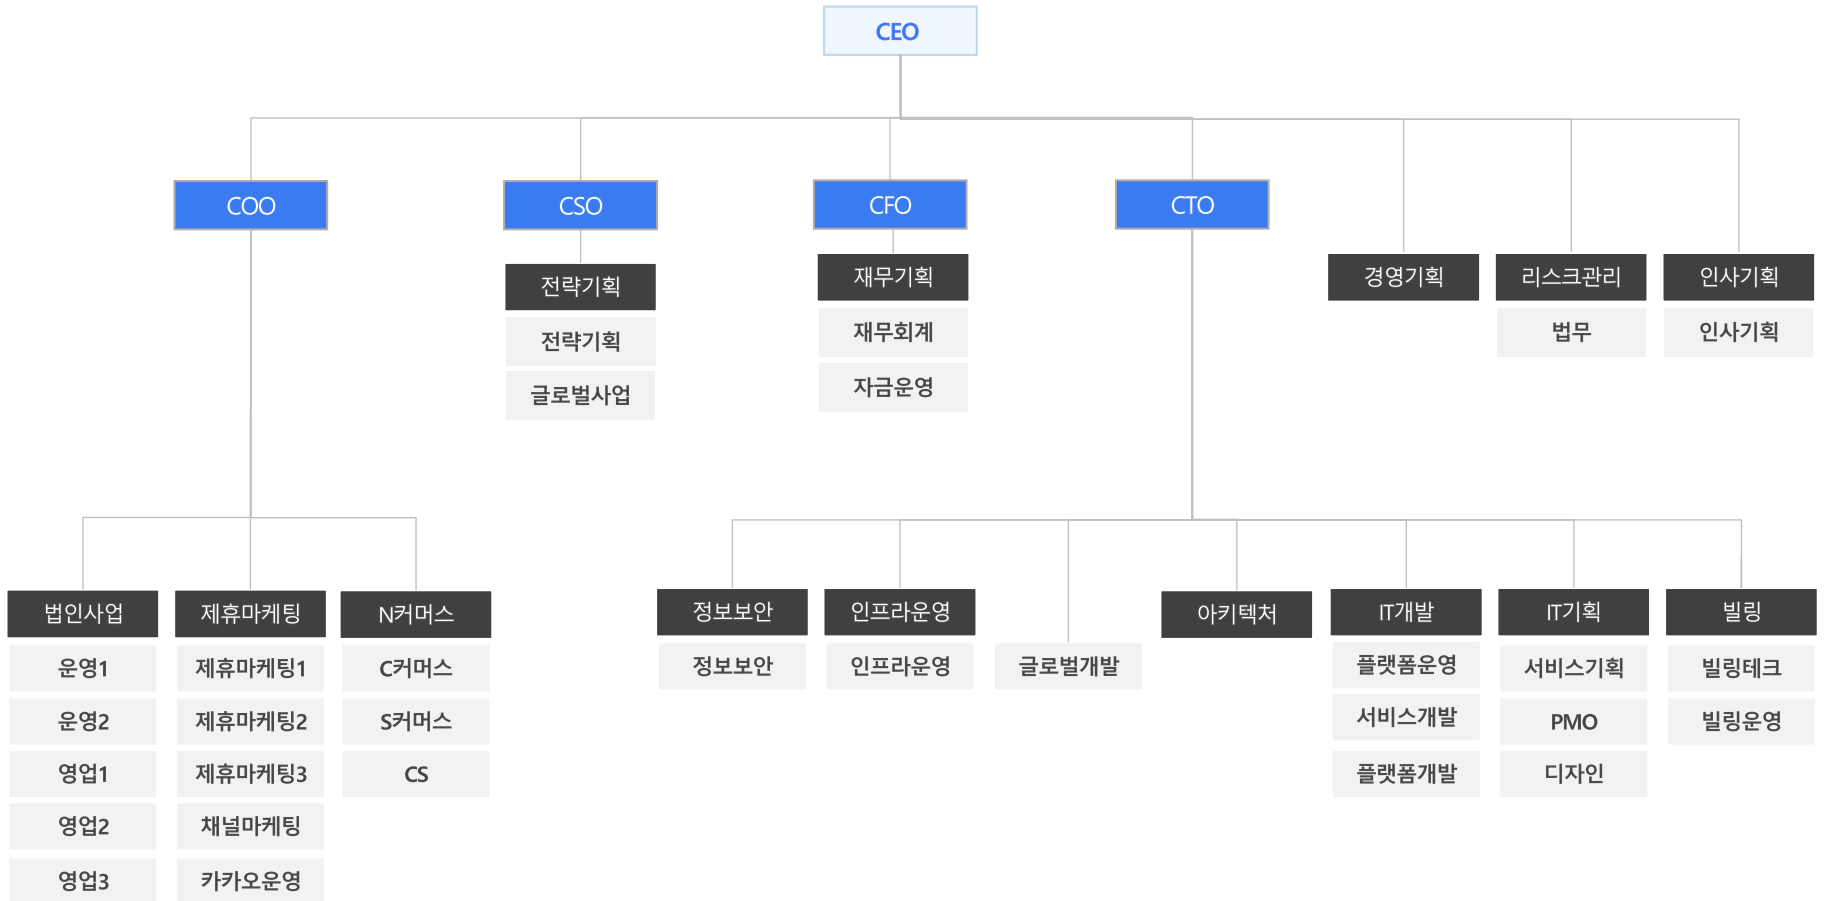 CEO
COO
CSO
CFO
CTO
전략기획
전략기획
글로벌사업
재무기획
재무회계
자금운영
경영기획
리스크관리
법무
인사기획
인사기획
법인사업
운영1
운영2
영업1
영업2
영업3
제휴마케팅
제휴마케팅1
제휴마케팅2
제휴마케팅3
채널마케팅
카카오운영
N커머스
C커머스
S커머스
CS
정보보안
정보보안
인프라운영
인프라운영
글로벌개발
아키텍처
IT개발
플랫폼운영
서비스개발
플랫폼개발
IT기획
서비스기획
PMO
디자인
빌링
빌링테크
빌링운영